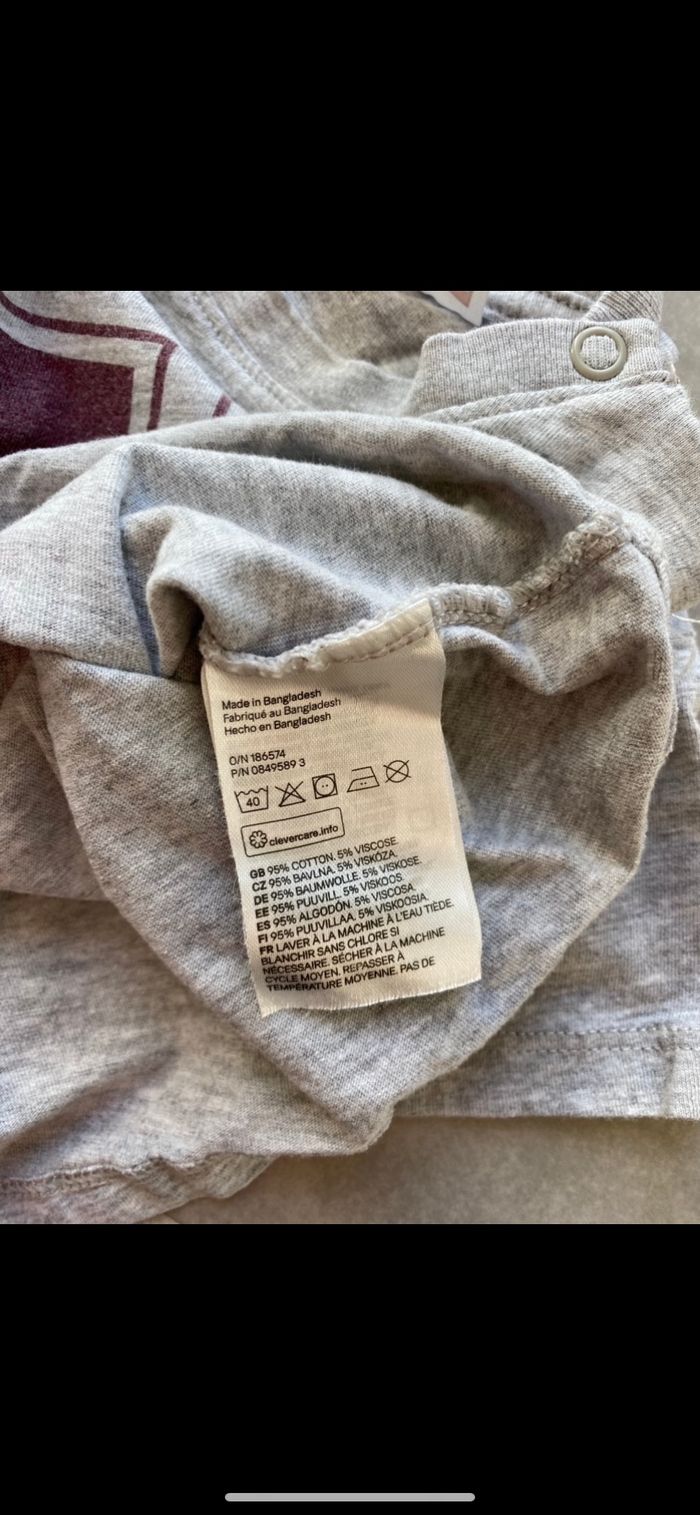 Made in Bangladesh
Fabriqué au Bangladesh
Hecho en Bangladesh
O/N 186574
P/N 0849589 3
40
clevercare.info
GB 95% COTTON. 5% VISCOSE
CZ 95% BAVLNA. 5% VISKÓZA.
DE 95% BAUMWOLLE. 5% VISKOSE.
EE 95% PUUVILL. 5% VISKOOS.
ES 95% ALGODÓN. 5% VISCOSA.
FI 95% PUUVILLAA. 5% VISKOOSIA.
FR LAVER À LA MACHINE À L'EAU TIÈDE.
BLANCHIR SANS CHLORE SI
NÉCESSAIRE. SÉCHER À LA MACHINE
CYCLE MOYEN. REPASSER À
TEMPÉRATURE MOYENNE. PAS DE